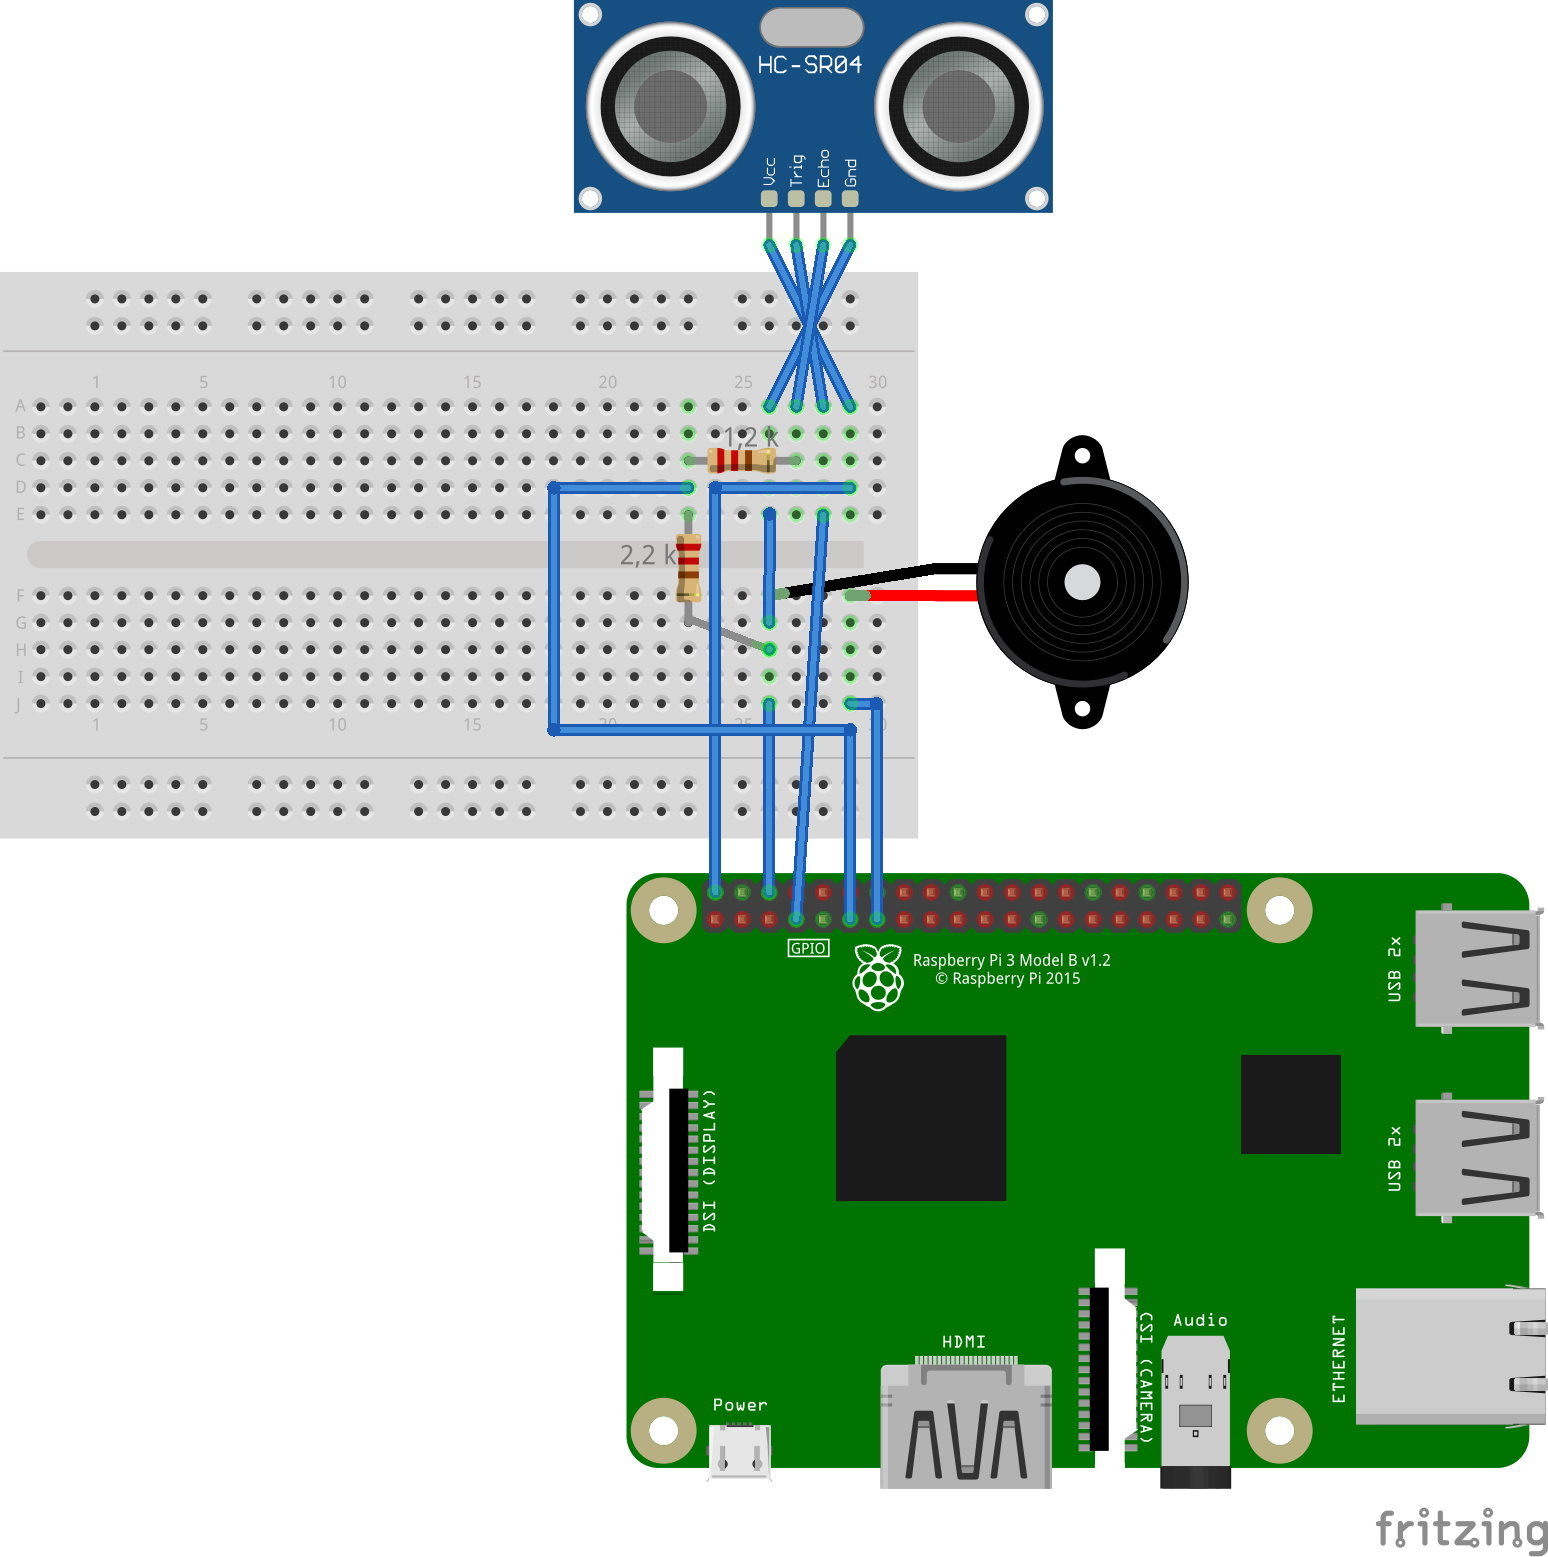 HC-SR04
Vcc
Trig
Echo
Gnd
1 5 10 15 20 25 30
A
B
1,2 k
C
D
E
2,2 k
F
G
H
I
J
1 5 10 15 20 25 30
GPIO
Raspberry Pi 3 Model B v1.2
© Raspberry Pi 2015
USB 2x
DSI (DISPLAY)
USB 2x
CSI (CAMERA)
Audio
ETHERNET
HDMI
Power
fritzing